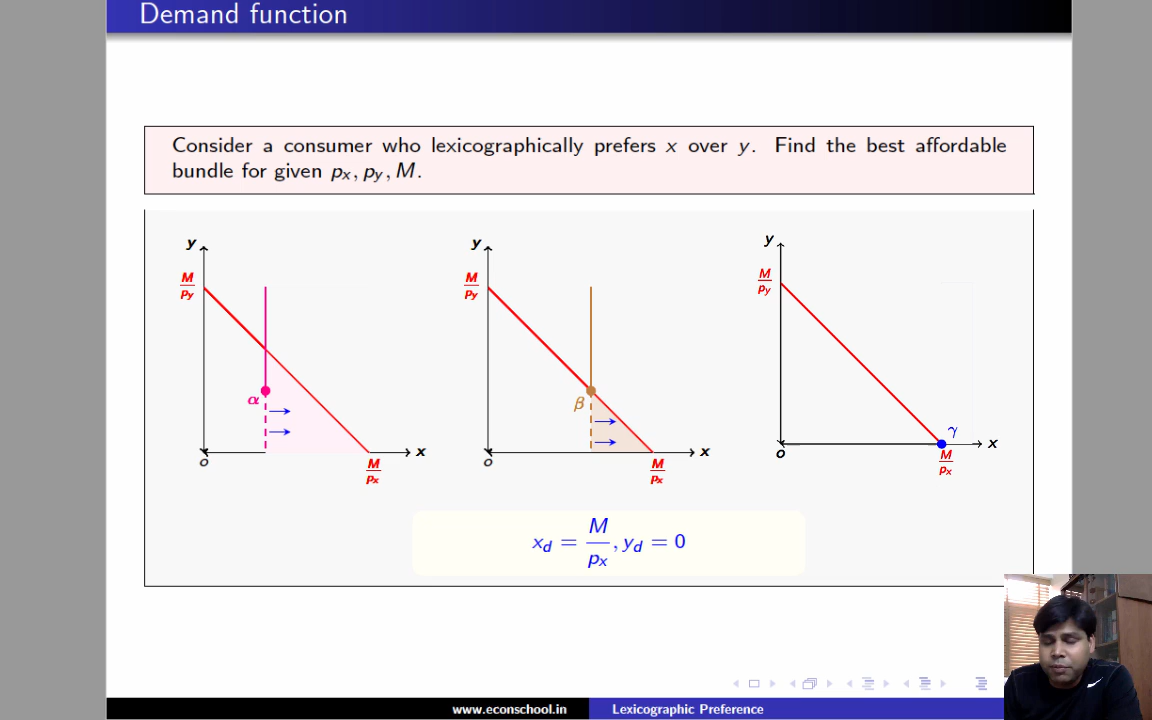 Demand function
Consider a consumer who lexicographically prefers x over y. Find the best affordable
bundle for given px, py, M.
y
M
py
α
o
x
M
px
y
M
py
β
o
x
M
px
y
M
py
γ
o
x
M
px
xd = M/px, yd = 0
www.econschool.in
Lexicographic Preference